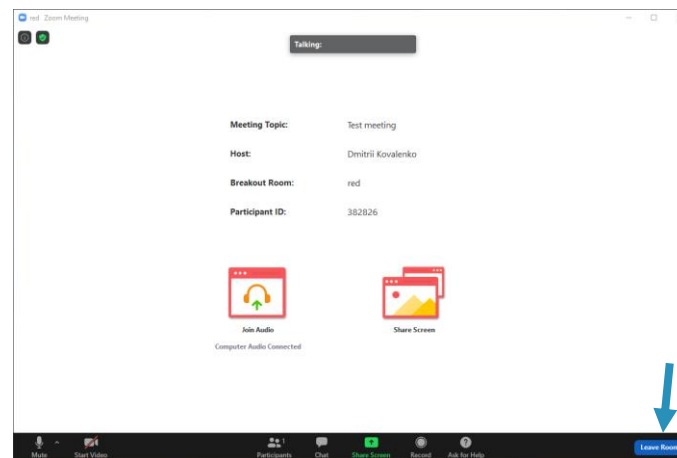 red Zoom Meeting
Talking:
Meeting Topic: Test meeting
Host: Dmitrii Kovalenko
Breakout Room: red
Participant ID: 382826
Join Audio Share Screen
Computer Audio Connected
1
Mute Start Video Participants Chat Share Screen Record Ask for Help Leave Room